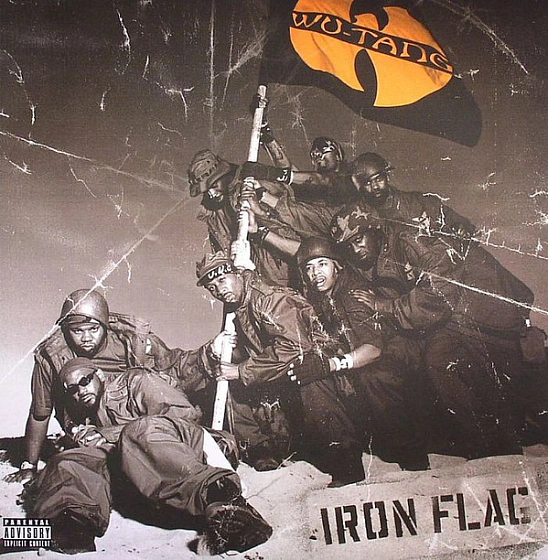 WU-TANG
IRON FLAG
PARENTAL
ADVISORY
EXPLICIT CONTENT